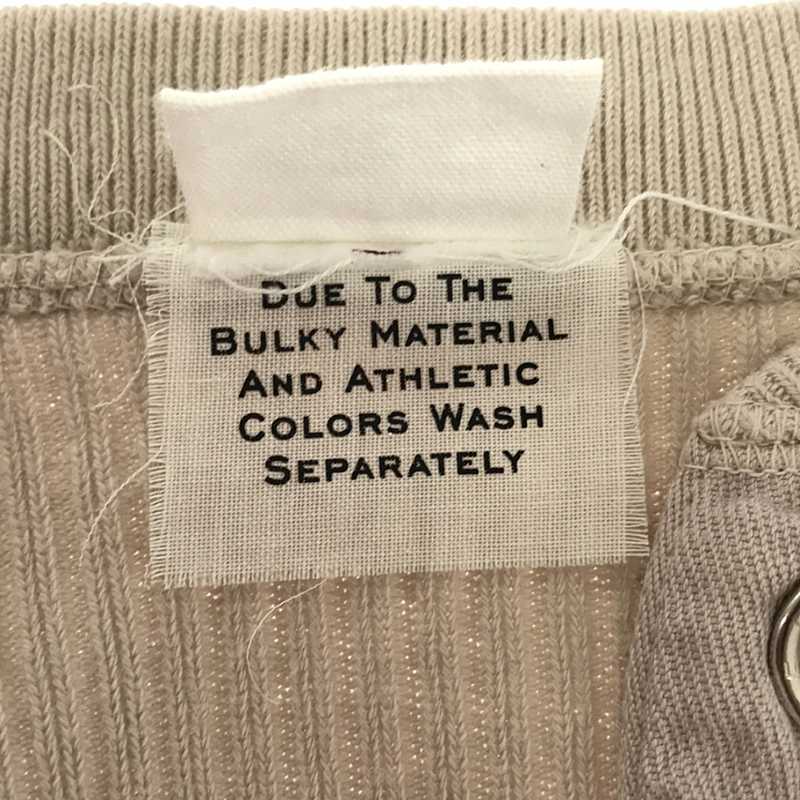 DUE TO THE
BULKY MATERIAL
AND ATHLETIC
COLORS WASH
SEPARATELY